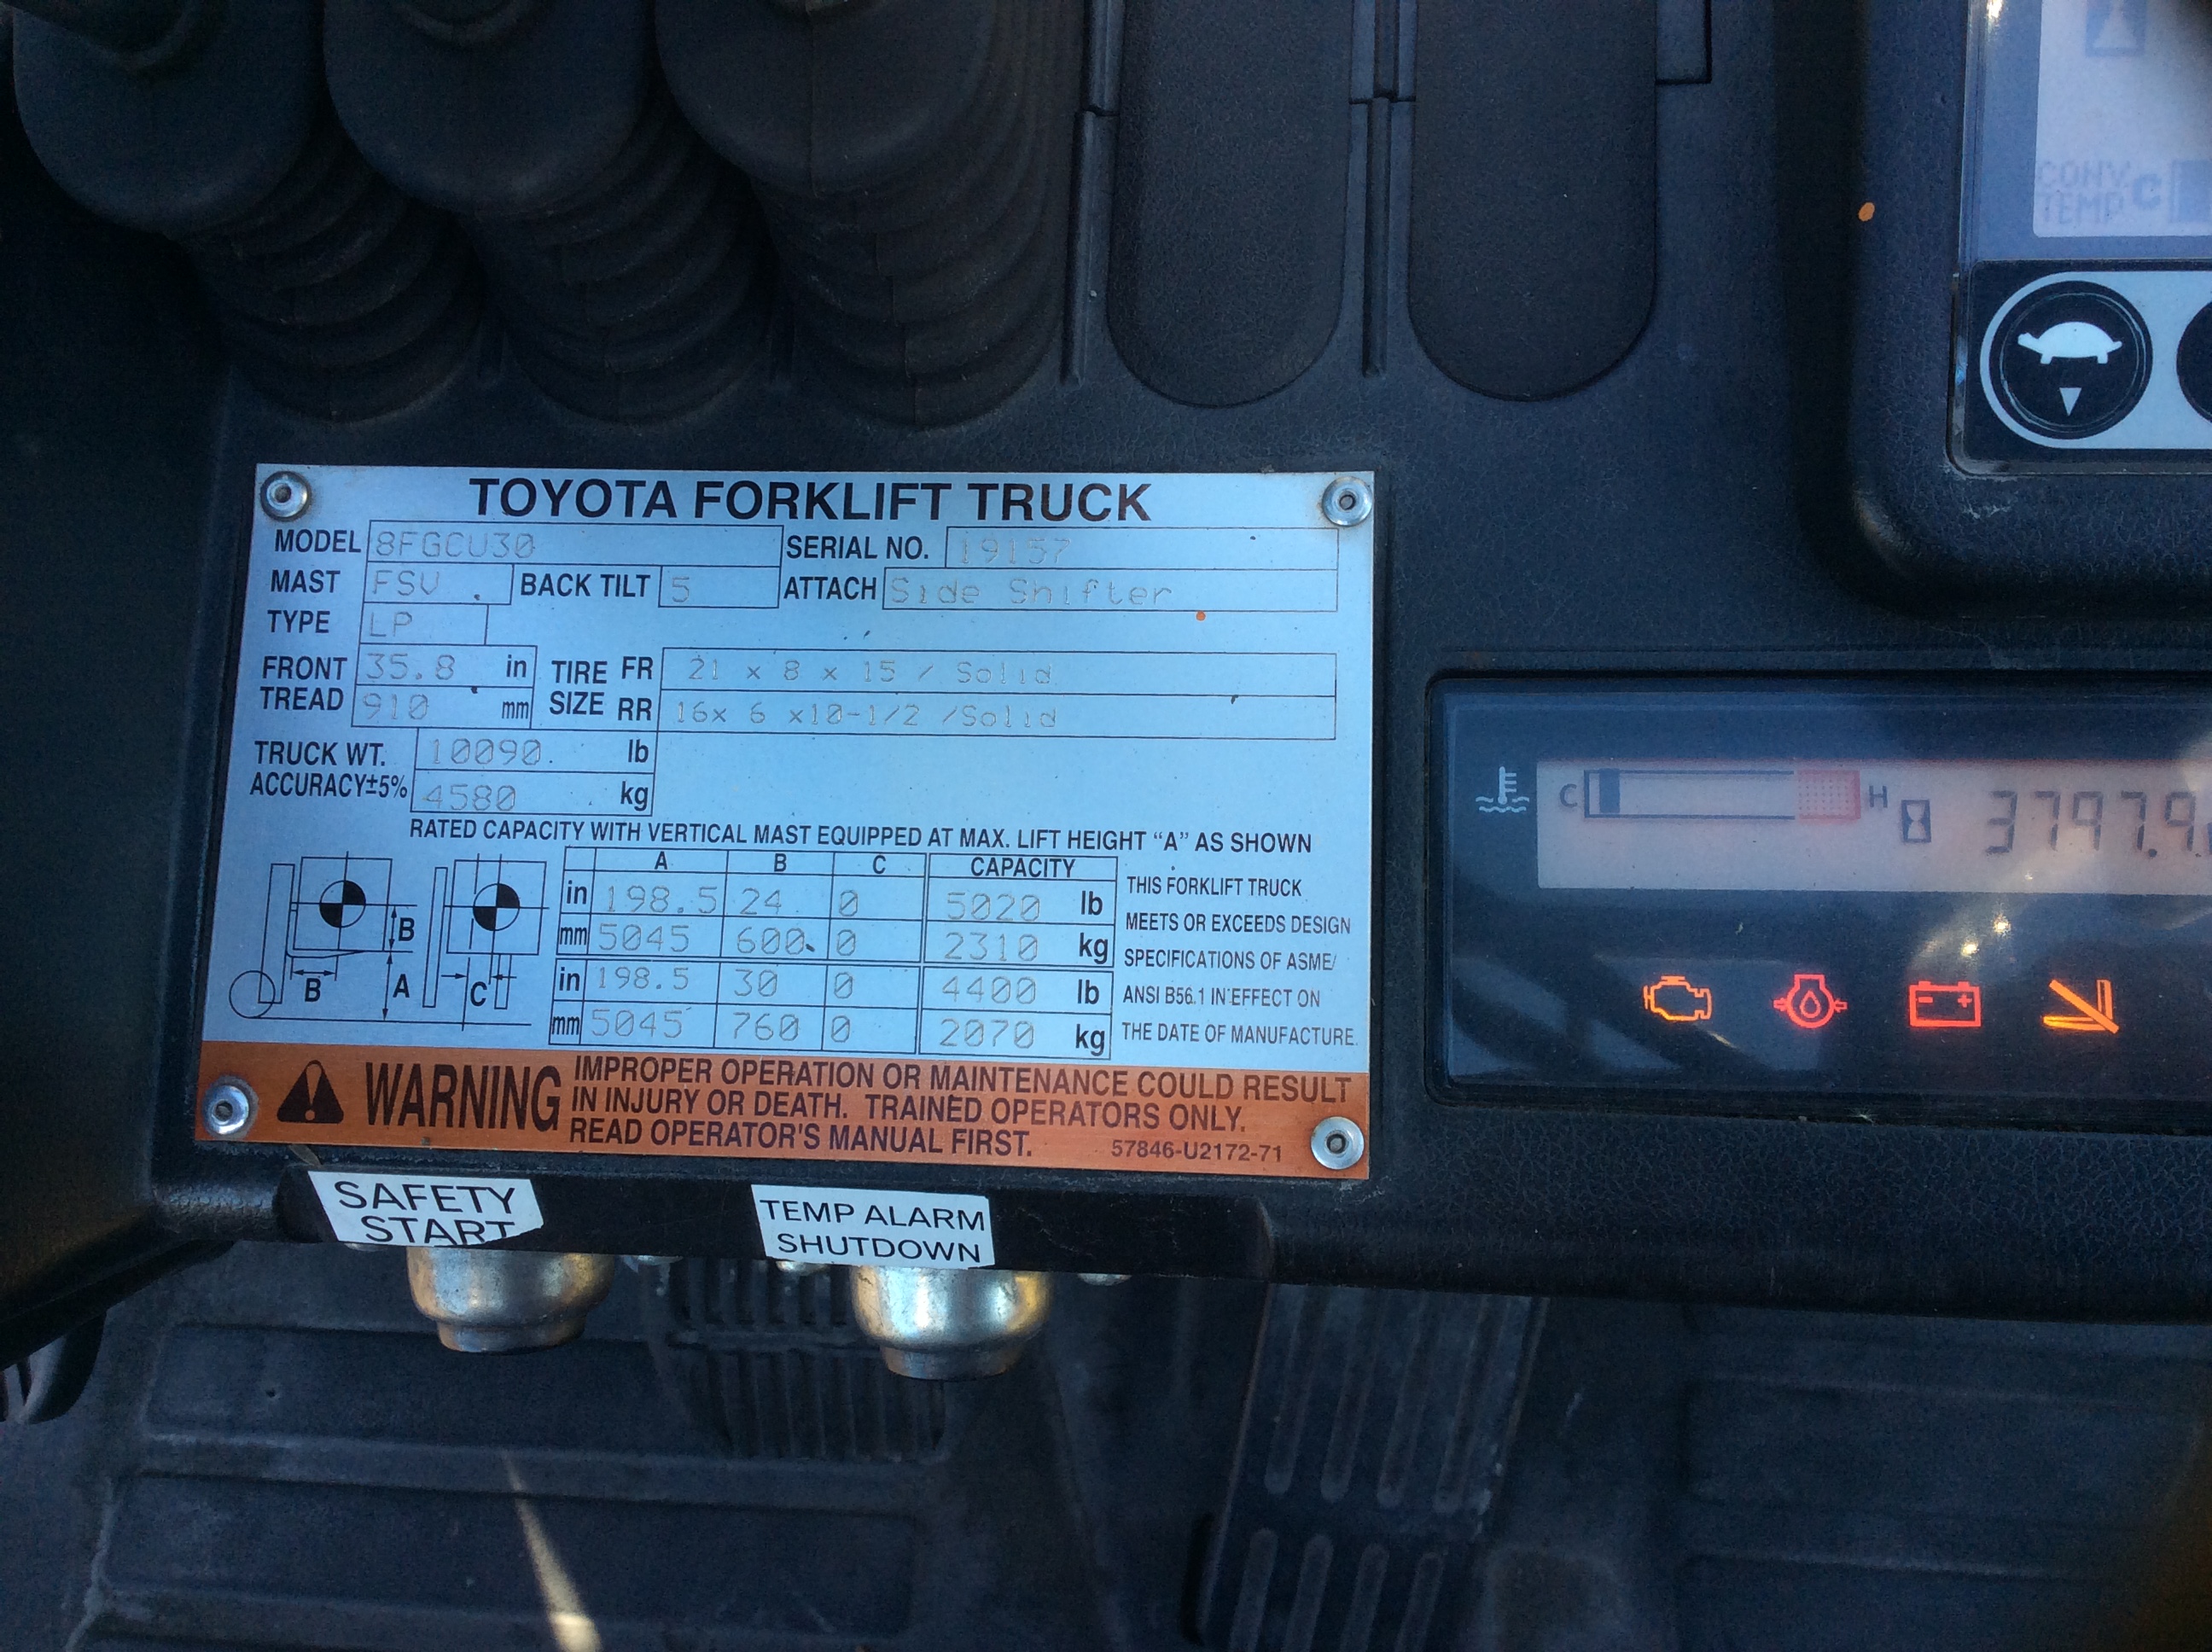 TOYOTA FORKLIFT TRUCK
MODEL 8FGCU30 SERIAL NO. 19157
MAST FSV BACK TILT 5 ATTACH Side Shifter
TYPE LP
FRONT TREAD 35.8 in TIRE SIZE FR 21 x 8 x 15 / Solid
910 mm RR 16x 6 x10-1/2 /Solid
TRUCK WT. 10090 lb
ACCURACY±5% 4580 kg
RATED CAPACITY WITH VERTICAL MAST EQUIPPED AT MAX. LIFT HEIGHT “A” AS SHOWN
A B C CAPACITY
in 198.5 24 0 5020 lb
mm 5045 600 0 2310 kg
in 198.5 30 0 4400 lb
mm 5045 760 0 2070 kg
B
B A C
THIS FORKLIFT TRUCK
MEETS OR EXCEEDS DESIGN
SPECIFICATIONS OF ASME/
ANSI B56.1 IN EFFECT ON
THE DATE OF MANUFACTURE.
WARNING
IMPROPER OPERATION OR MAINTENANCE COULD RESULT
IN INJURY OR DEATH. TRAINED OPERATORS ONLY.
READ OPERATOR'S MANUAL FIRST. 57846-U2172-71
SAFETY
START
TEMP ALARM
SHUTDOWN
CONV
TEMP C
C H 3797.9